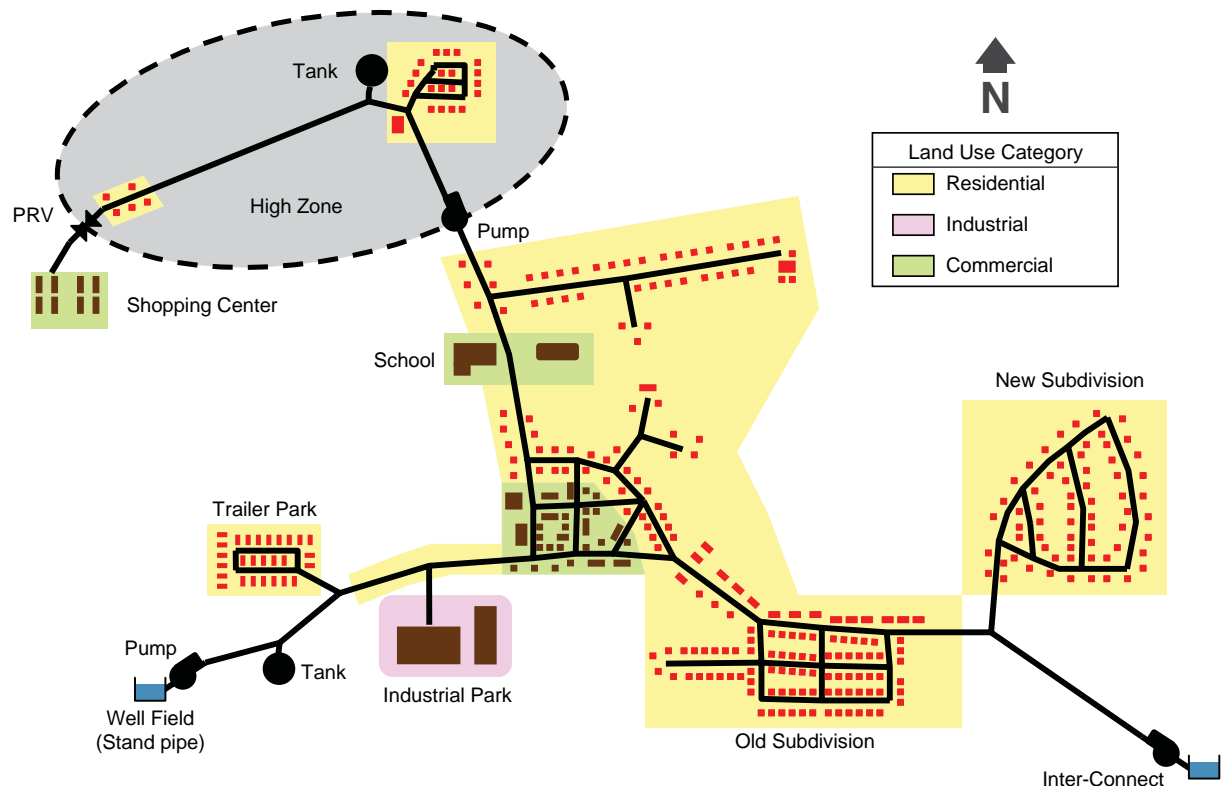 Tank
N
Land Use Category
Residential
Industrial
Commercial
High Zone
PRV
Pump
Shopping Center
School
New Subdivision
Trailer Park
Pump
Tank
Industrial Park
Well Field
(Stand pipe)
Old Subdivision
Inter-Connect